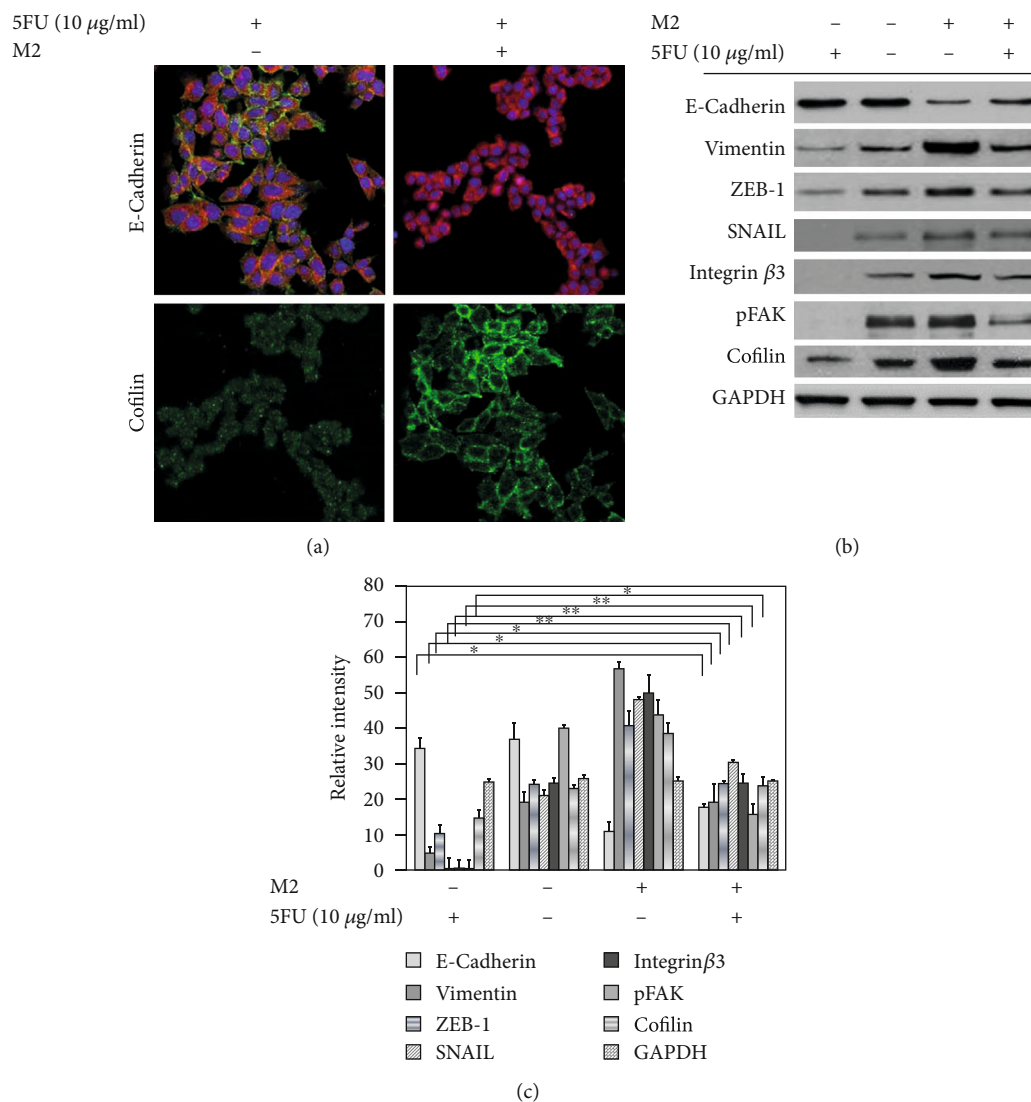 5FU (10 μg/ml) + +
M2 – +
E-Cadherin
Cofilin
(a)
M2 – – + +
5FU (10 μg/ml) + – – +
E-Cadherin
Vimentin
ZEB-1
SNAIL
Integrin β3
pFAK
Cofilin
GAPDH
(b)
Relative intensity
80
70
60
50
40
30
20
10
0
*
**
**
**
*
*
*
M2 – – + +
5FU (10 μg/ml) + – – +
E-Cadherin
Vimentin
ZEB-1
SNAIL
Integrinβ3
pFAK
Cofilin
GAPDH
(c)